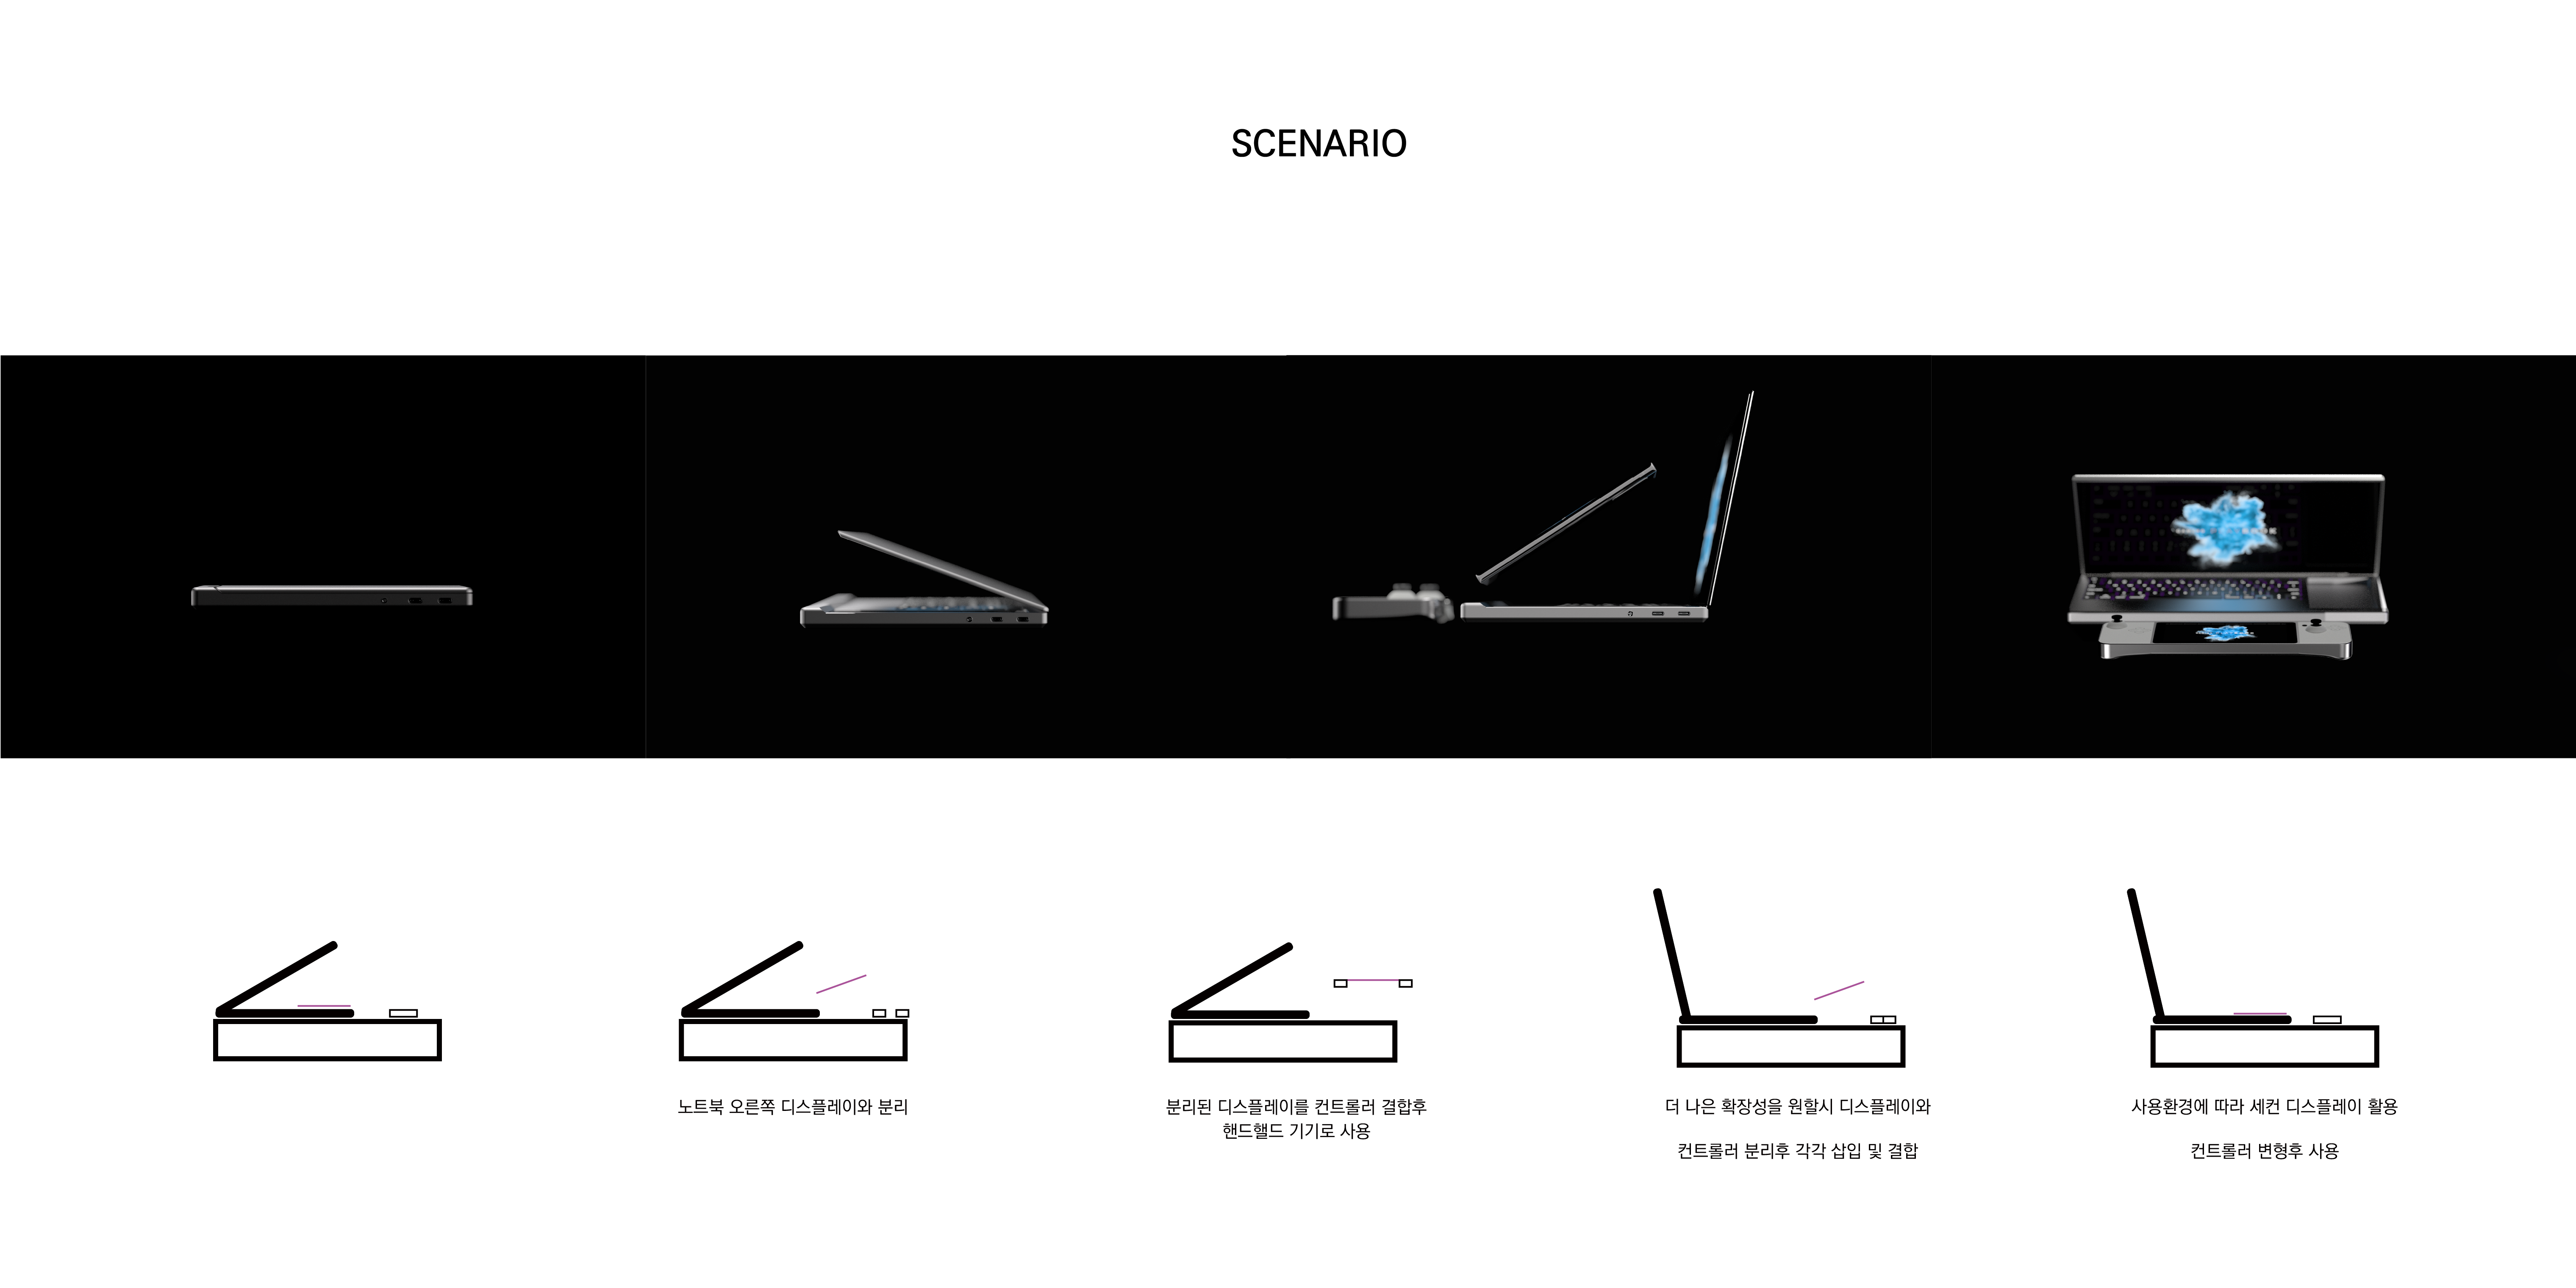 SCENARIO
노트북 오른쪽 디스플레이와 분리
분리된 디스플레이를 컨트롤러 결합후
핸드핼드 기기로 사용
더 나은 확장성을 원할시 디스플레이와
컨트롤러 분리후 각각 삽입 및 결합
사용환경에 따라 세컨 디스플레이 활용
컨트롤러 변형후 사용